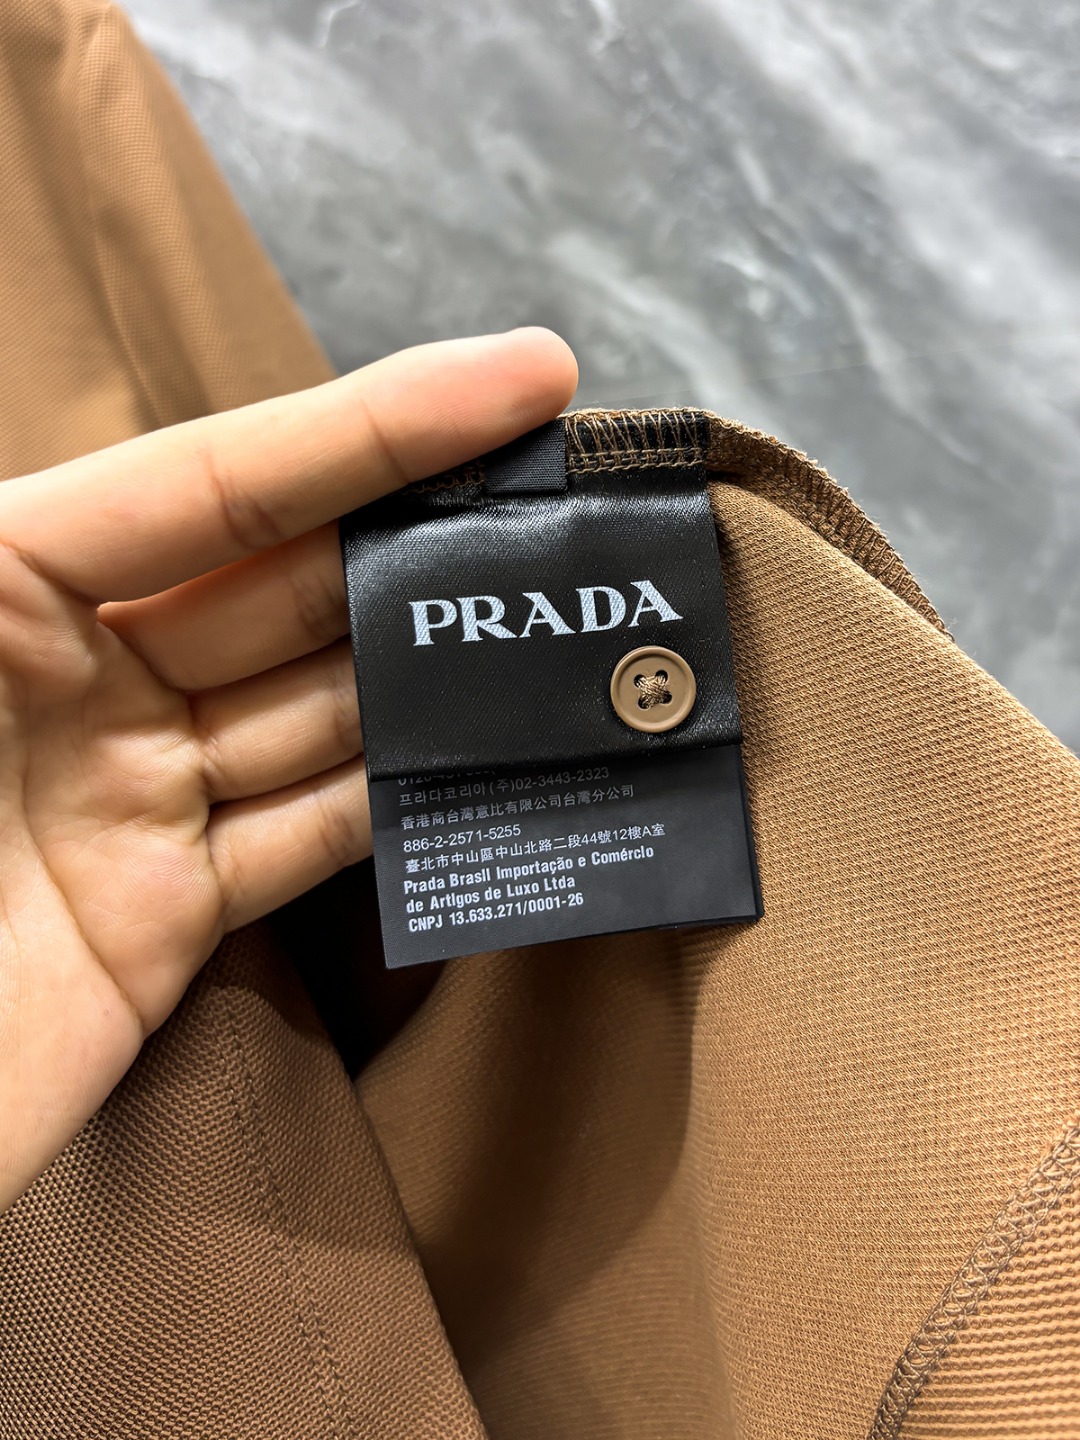 PRADA
프라다코리아(주)02-3443-2323
香港商台灣意比有限公司台灣分公司
886-2-2571-5255
臺北市中山區中山北路二段44號12樓A室
Prada Brasil Importação e Comércio
de Artigos de Luxo Ltda
CNPJ 13.633.271/0001-26